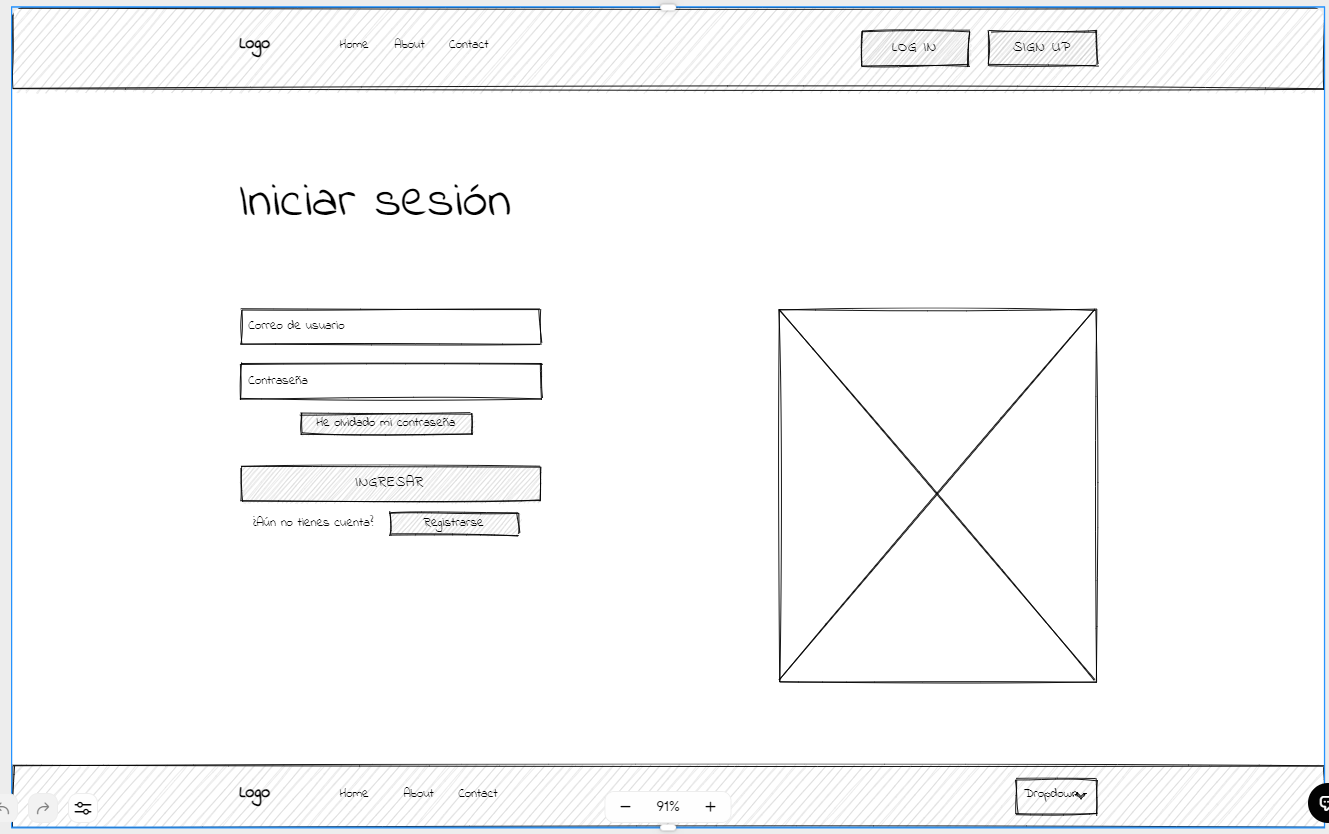 Logo Home About Contact LOG IN SIGN UP
Iniciar sesión
Correo de usuario
Contraseña
He olvidado mi contraseña
INGRESAR
¿Aún no tienes cuenta? Registrarse
Logo Home About Contact Dropdown
91%